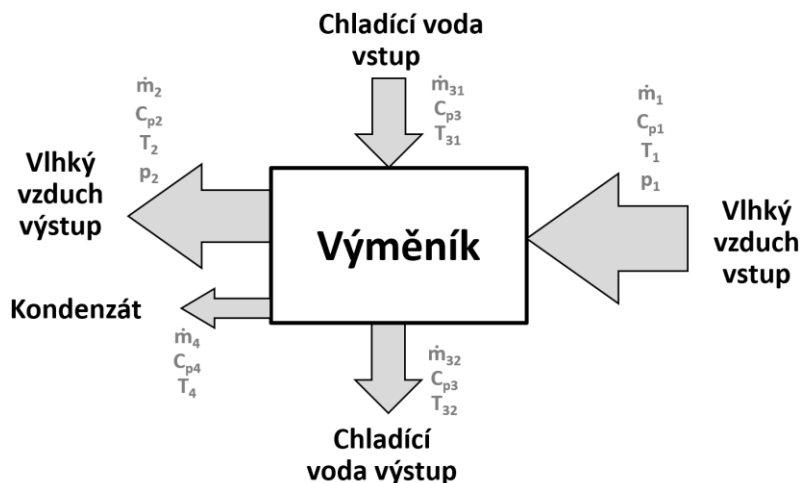 Chladící voda
vstup
ṁ₃₁
Cₚ₃
T₃₁
ṁ₂
Cₚ₂
T₂
p₂
ṁ₁
Cₚ₁
T₁
p₁
Vlhký
vzduch
výstup
Výměník
Vlhký
vzduch
vstup
Kondenzát
ṁ₄
Cₚ₄
T₄
ṁ₃₂
Cₚ₃
T₃₂
Chladící
voda výstup